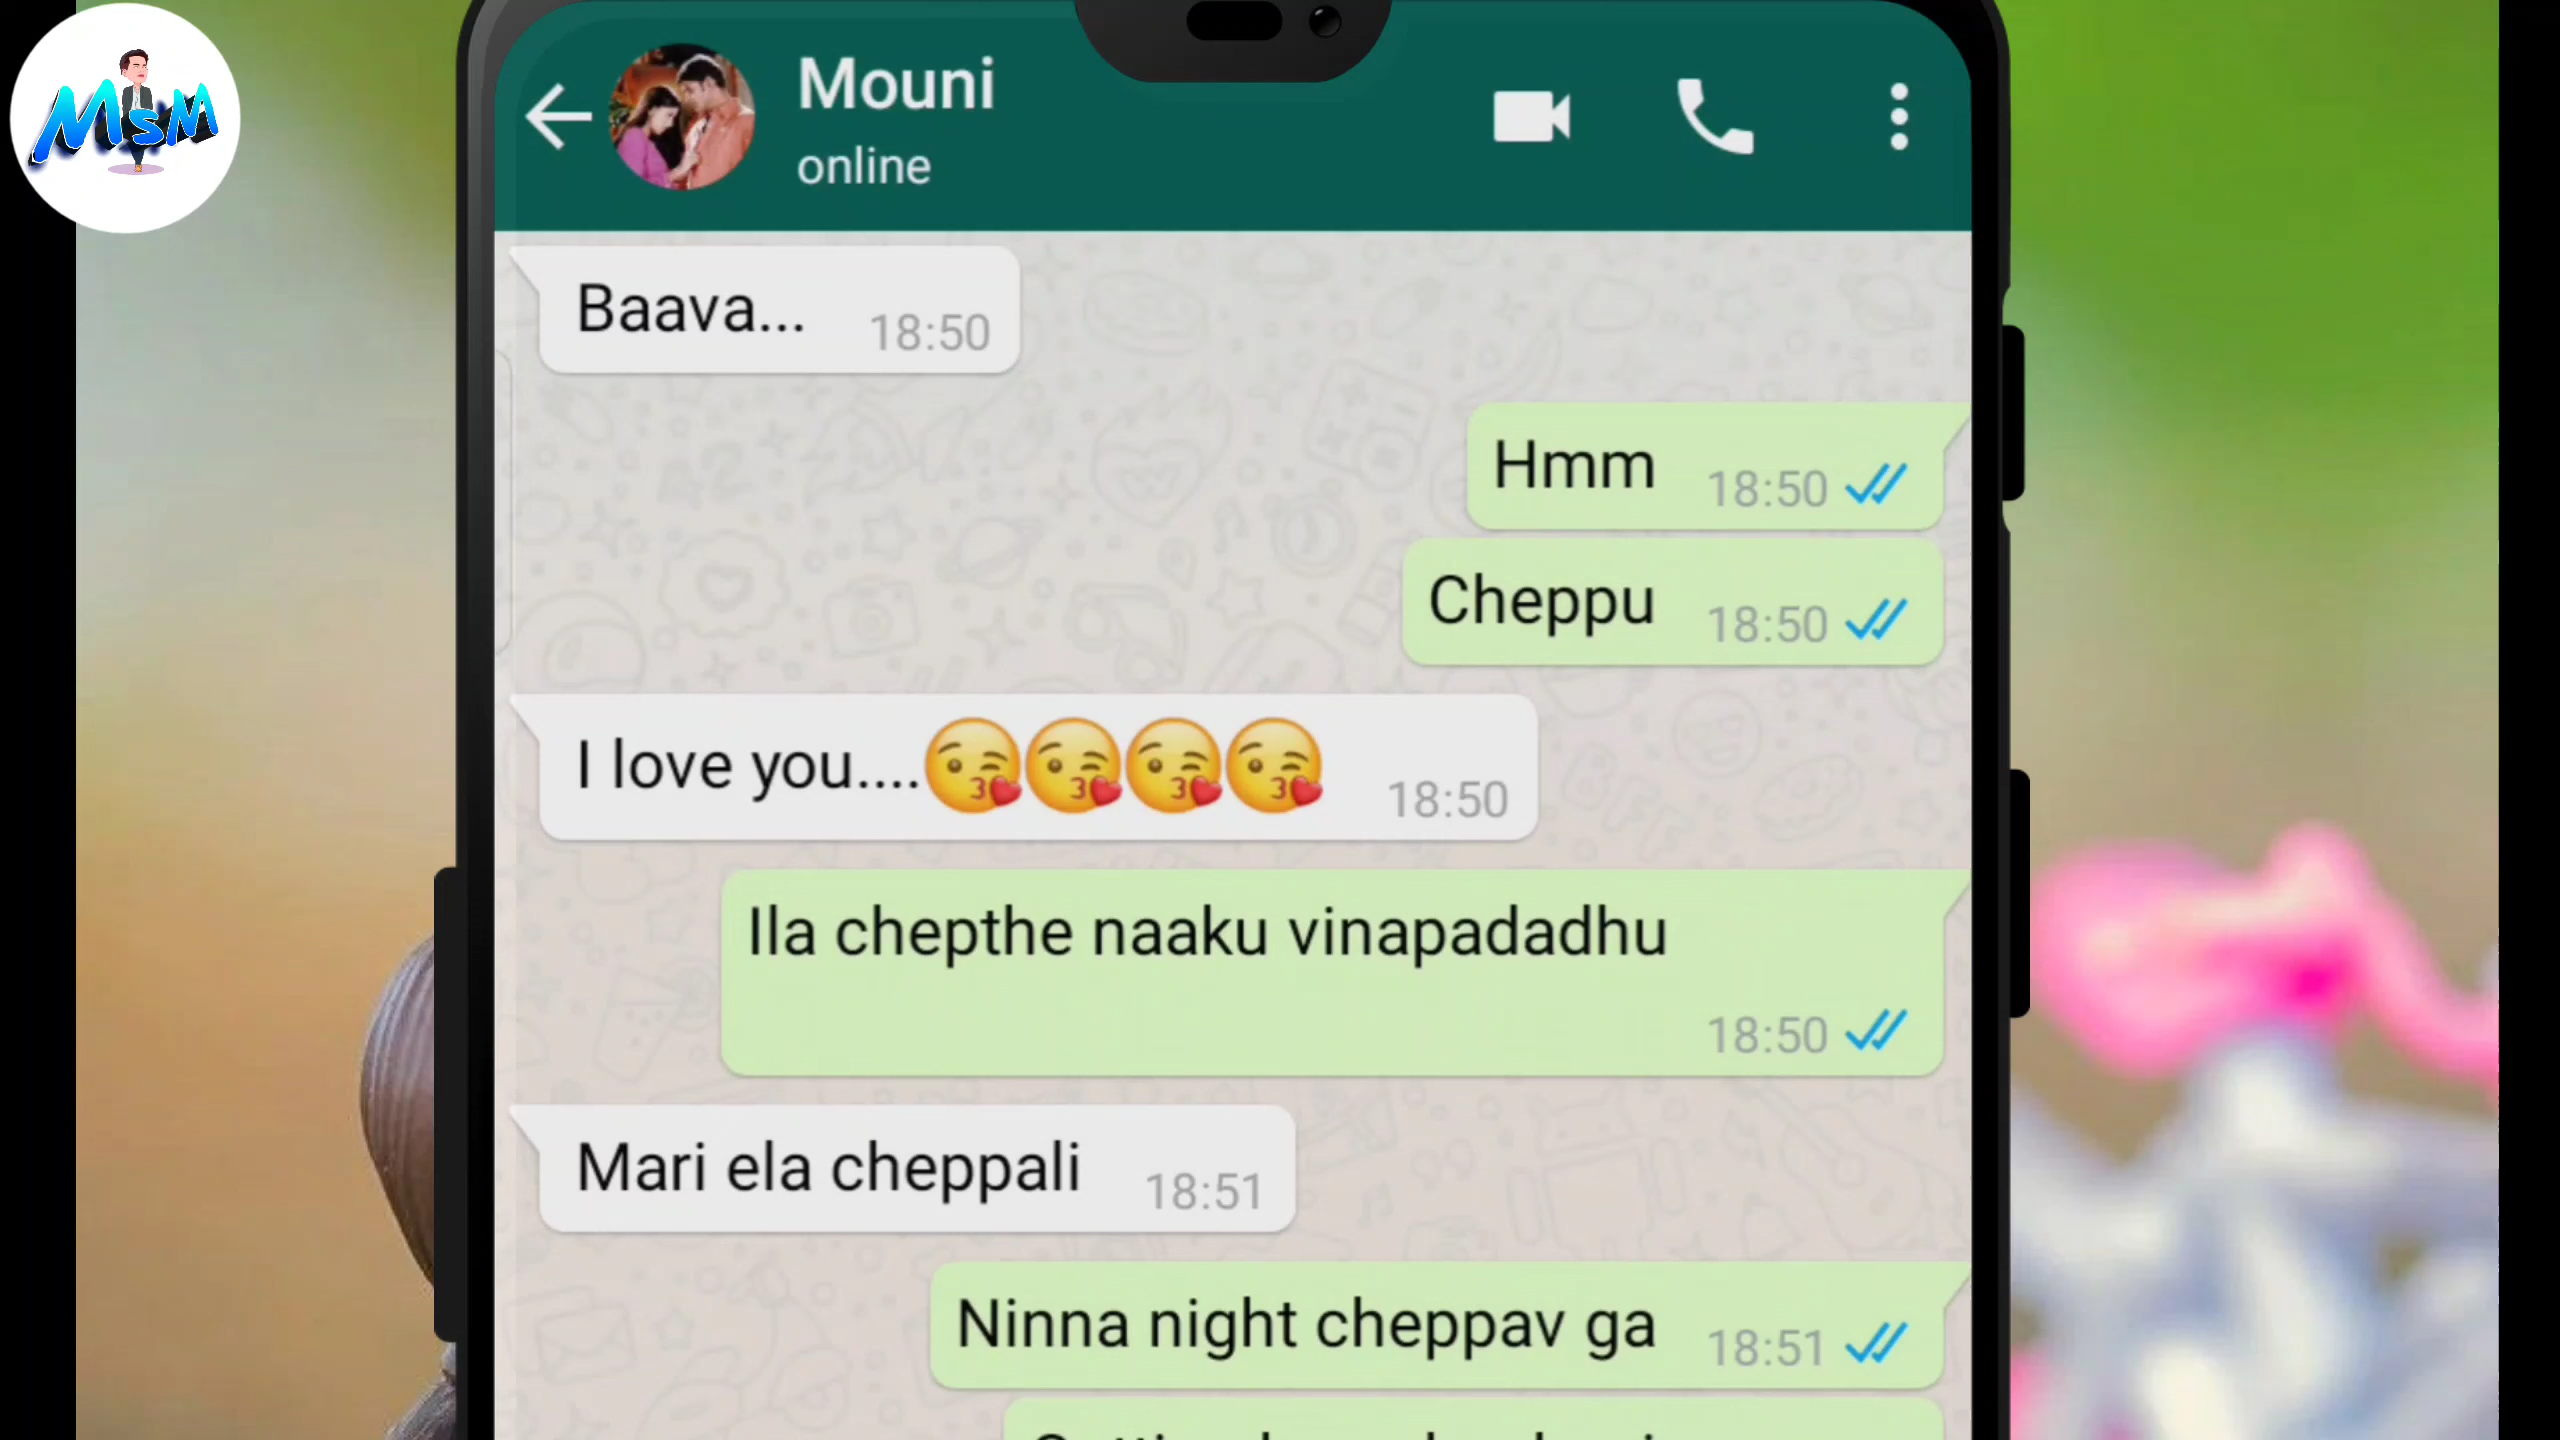 MsM
Mouni
online
Baava... 18:50
Hmm 18:50
Cheppu 18:50
I love you....😘😘😘😘 18:50
Ila chepthe naaku vinapadadhu
18:50
Mari ela cheppali 18:51
Ninna night cheppav ga 18:51